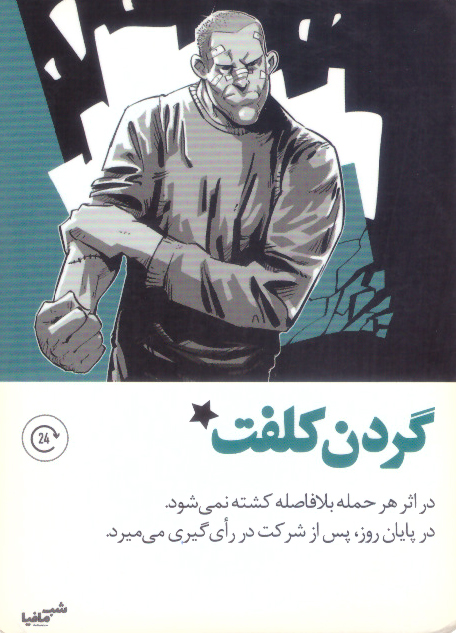 گردن کلفت
24
در اثر هر حمله بلافاصله کشته نمی‌شود.
در پایان روز، پس از شرکت در رأی‌گیری می‌میرد.
شب مافیا